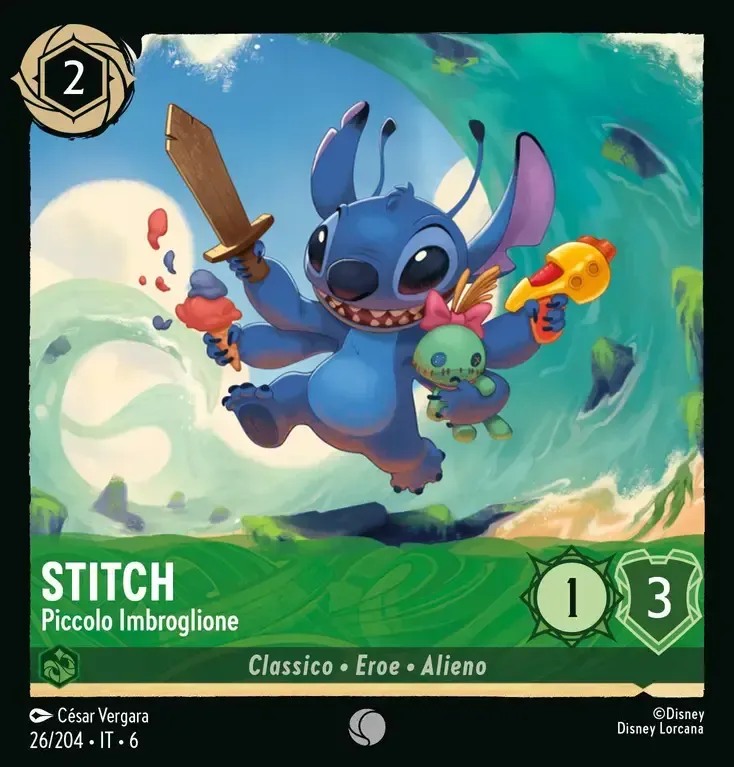 2
STITCH
Piccolo Imbroglione
1
3
Classico • Eroe • Alieno
César Vergara
©Disney
26/204 • IT • 6
Disney Lorcana